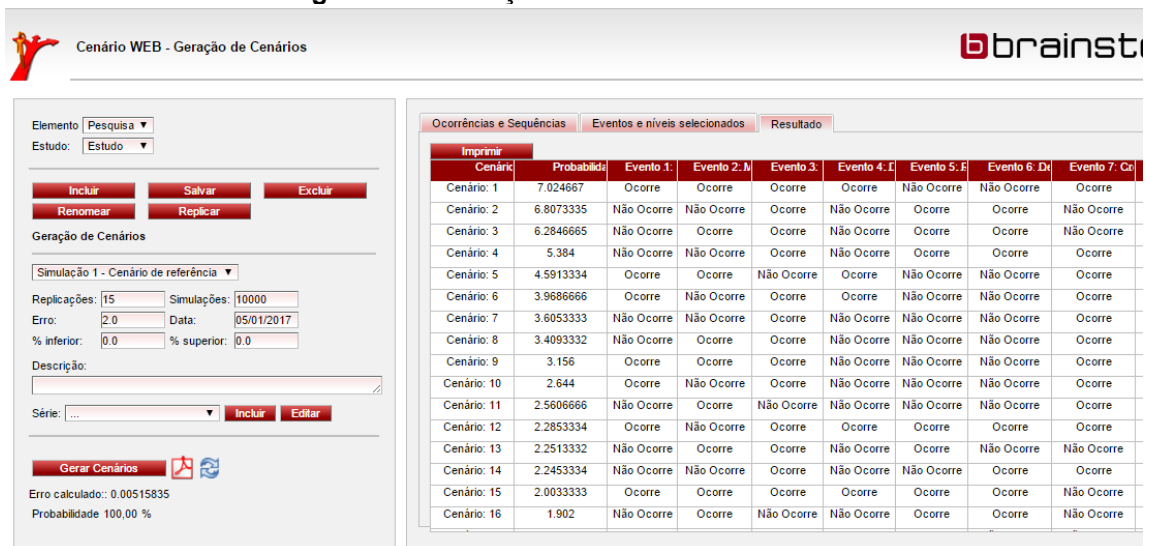 Cenário WEB - Geração de Cenários
brainst
Elemento Pesquisa ▼
Estudo: Estudo ▼
Incluir Salvar Excluir
Renomear Replicar
Geração de Cenários
Simulação 1 - Cenário de referência ▼
Replicações: 15 Simulações: 10000
Erro: 2.0 Data: 05/01/2017
% inferior: 0.0 % superior: 0.0
Descrição:
Série: ... ▼ Incluir Editar
Gerar Cenários
Erro calculado:: 0.00515835
Probabilidade 100,00 %
Ocorrências e Sequências Eventos e níveis selecionados Resultado
Imprimir
Cenário Probabilida Evento 1: Evento 2: M Evento 3: Evento 4: D Evento 5: E Evento 6: De Evento 7: Cr
Cenário: 1 7.024667 Ocorre Ocorre Ocorre Ocorre Não Ocorre Não Ocorre Ocorre
Cenário: 2 6.8073335 Não Ocorre Não Ocorre Ocorre Não Ocorre Ocorre Ocorre Não Ocorre
Cenário: 3 6.2846665 Não Ocorre Ocorre Ocorre Não Ocorre Ocorre Ocorre Não Ocorre
Cenário: 4 5.384 Não Ocorre Não Ocorre Ocorre Não Ocorre Ocorre Ocorre Ocorre
Cenário: 5 4.5913334 Ocorre Ocorre Não Ocorre Ocorre Não Ocorre Não Ocorre Ocorre
Cenário: 6 3.9686666 Ocorre Não Ocorre Ocorre Ocorre Não Ocorre Não Ocorre Ocorre
Cenário: 7 3.6053333 Não Ocorre Não Ocorre Ocorre Não Ocorre Não Ocorre Não Ocorre Ocorre
Cenário: 8 3.4093332 Não Ocorre Ocorre Ocorre Não Ocorre Não Ocorre Não Ocorre Ocorre
Cenário: 9 3.156 Ocorre Ocorre Ocorre Não Ocorre Não Ocorre Não Ocorre Ocorre
Cenário: 10 2.644 Ocorre Não Ocorre Ocorre Não Ocorre Não Ocorre Não Ocorre Ocorre
Cenário: 11 2.5606666 Não Ocorre Ocorre Não Ocorre Não Ocorre Não Ocorre Não Ocorre Ocorre
Cenário: 12 2.2853334 Ocorre Não Ocorre Ocorre Ocorre Ocorre Ocorre Ocorre
Cenário: 13 2.2513332 Não Ocorre Ocorre Ocorre Não Ocorre Ocorre Não Ocorre Não Ocorre
Cenário: 14 2.2453334 Não Ocorre Não Ocorre Ocorre Não Ocorre Não Ocorre Ocorre Ocorre
Cenário: 15 2.0033333 Ocorre Ocorre Ocorre Ocorre Ocorre Ocorre Não Ocorre
Cenário: 16 1.902 Não Ocorre Ocorre Não Ocorre Não Ocorre Ocorre Ocorre Não Ocorre